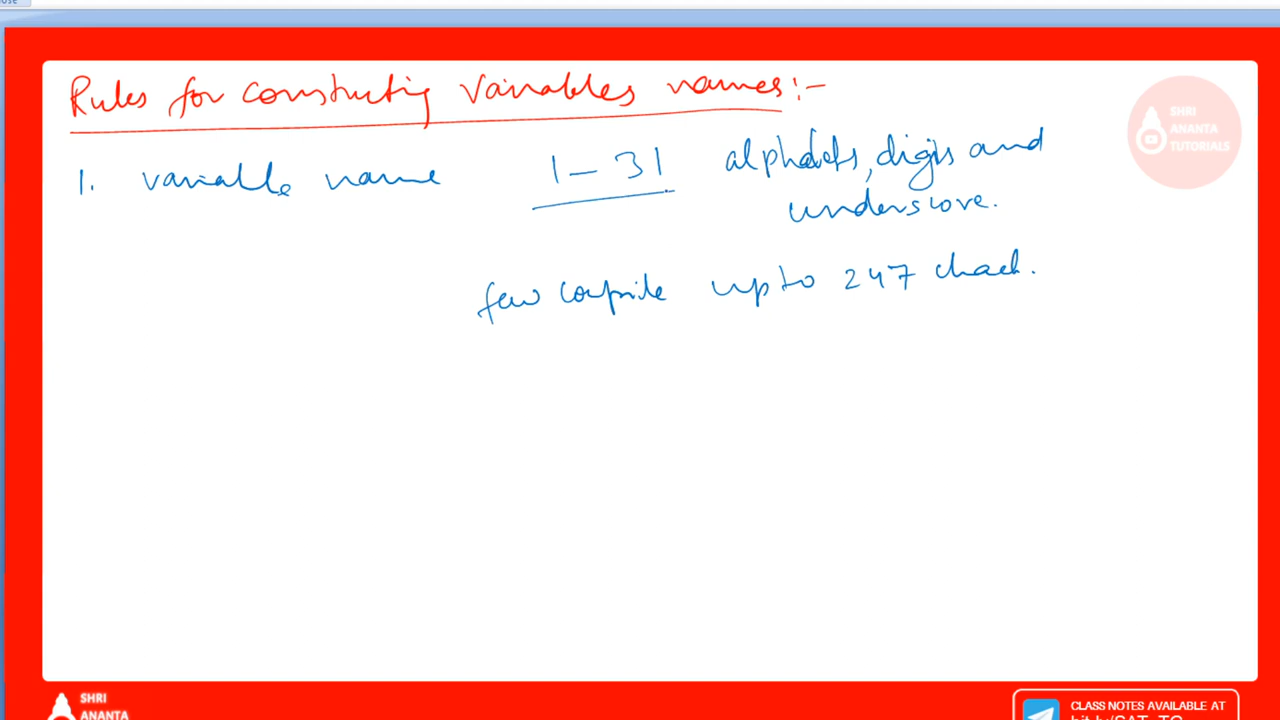 Rules for constructing variables names:-
1. variable name 1-31 alphabets, digits and
underscore.
few compile upto 247 charact.
SHRI
ANANTA
TUTORIALS
SHRI
ANANTA
CLASS NOTES AVAILABLE AT